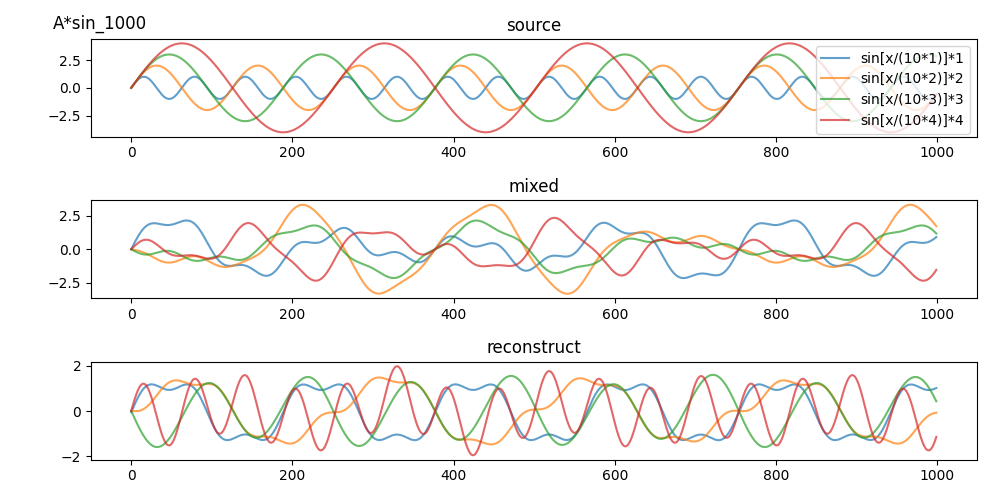 A*sin_1000
source
2.5
0.0
−2.5
sin[x/(10*1)]*1
sin[x/(10*2)]*2
sin[x/(10*3)]*3
sin[x/(10*4)]*4
0 200 400 600 800 1000
mixed
2.5
0.0
−2.5
0 200 400 600 800 1000
reconstruct
2
0
−2
0 200 400 600 800 1000